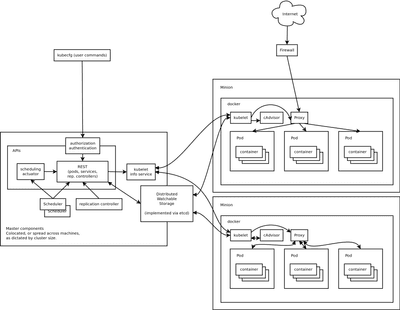 Internet
Firewall
kubecfg (user commands)
Minion
docker
kubelet
cAdvisor
Proxy
Pod
Pod
Pod
container
container
container
authorization
authentication
APIs
scheduling
actuator
REST
(pods, services,
rep. controllers)
kubelet
info service
Scheduler
Scheduler
replication controller
Distributed
Watchable
Storage
(implemented via etcd)
Master components
Colocated, or spread across machines,
as dictated by cluster size.
Minion
docker
kubelet
cAdvisor
Proxy
Pod
Pod
Pod
container
container
container